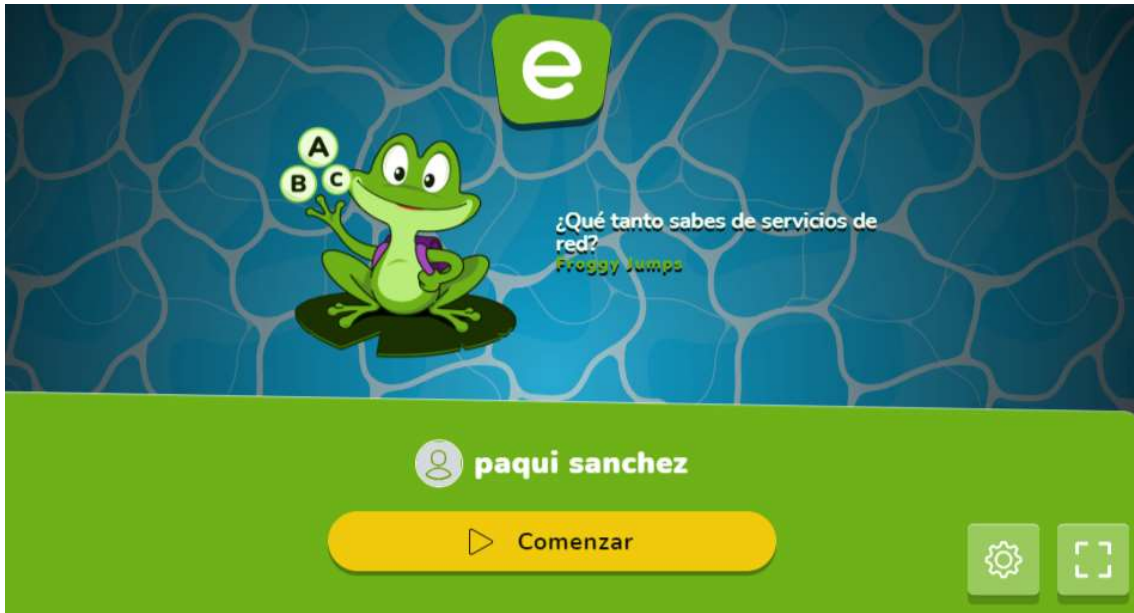 e
A
B C
¿Qué tanto sabes de servicios de
red?
Froggy Jumps
paqui sanchez
Comenzar